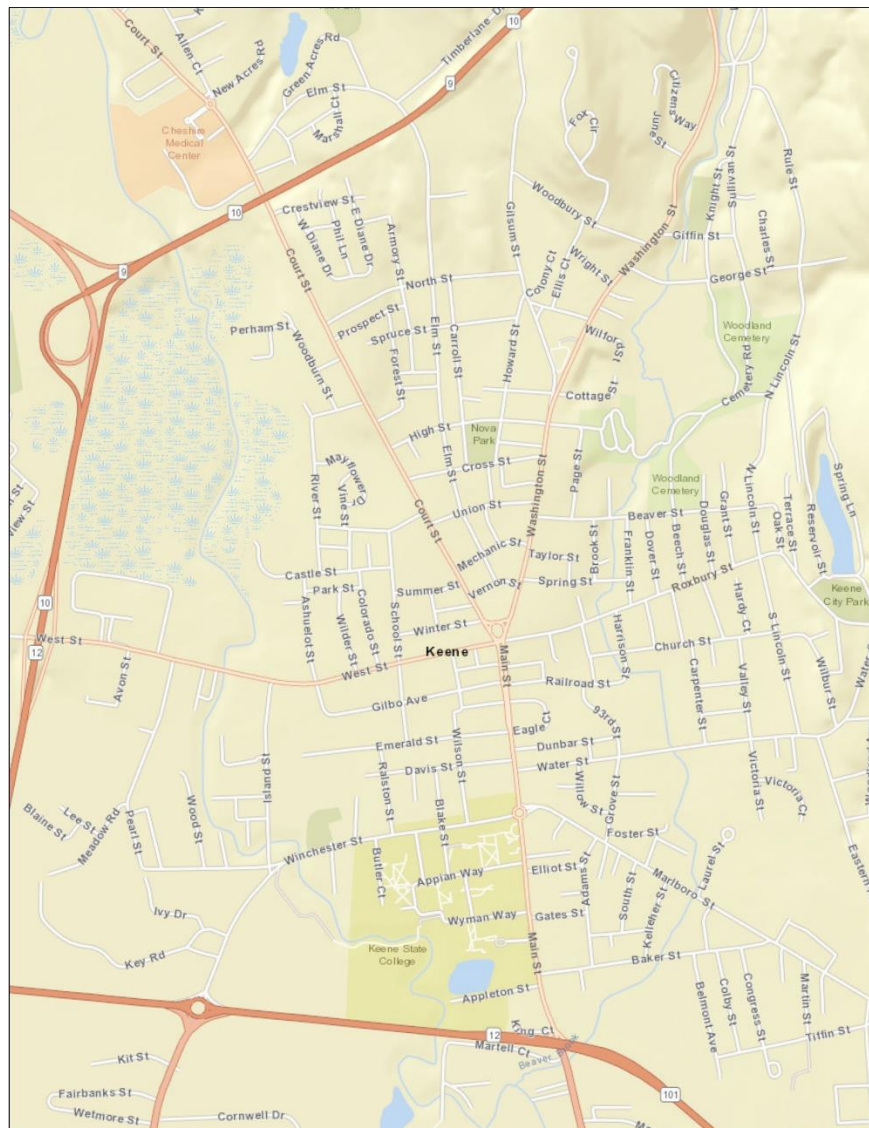 Court St
Allen Ct
New Acres Rd
Green Acres Rd
Timberlane Dr
10
9
Elm St
Marshall Ct
Cheshire
Medical
Center
Fox Cir
Citizens Way
June St
10
Crestview St
E Diane Dr
Phil Ln
W Diane Dr
Armory St
Gilsum St
Woodbury St
Washington St
Knight St
Sullivan St
Rule St
Giffin St
Charles St
9
Court St
North St
Colony Ct
Ellis Ct
Wright St
George St
Perham St
Prospect St
Spruce St
Elm St
Carroll St
Howard St
Wilford St
Woodland
Cemetery
Woodburn St
Forest St
Cottage St
Cemetery Rd
N Lincoln St
High St
Nova
Park
Mayflower Dr
River St
Vine St
Elm St
Cross St
Washington St
Page St
Woodland
Cemetery
Spring Ln
view St
Court St
Union St
Beaver St
Douglas St
Grant St
N Lincoln St
Terrace St
Oak St
Reservoir St
Mechanic St
Taylor St
Brook St
Franklin St
Dover St
Beech St
Castle St
Park St
Summer St
Vernon St
Spring St
Roxbury St
Keene
City Park
10
Ashuelot St
Wilder St
Colorado St
School St
Winter St
Harrison St
Hardy Ct
S Lincoln St
West St
12
Keene
Main St
Church St
Avon St
West St
Railroad St
Carpenter St
Valley St
Wilbur St
Gilbo Ave
Eagle Ct
93rd St
Emerald St
Wilson St
Dunbar St
Island St
Davis St
Water St
Ralston St
Willow St
Grove St
Victoria St
Victoria Ct
Blake St
Blaine St
Lee St
Meadow Rd
Pearl St
Wood St
Winchester St
Foster St
Laurel St
Butler Ct
Appian Way
Elliot St
Adams St
Marlboro St
South St
Kelleher St
Ivy Dr
Wyman Way
Gates St
Key Rd
Keene State
College
Main St
Baker St
Appleton St
Belmont Ave
Colby St
Congress St
Martin St
12
King Ct
Tiffin St
Martell Ct
Beaver Brook
Kit St
101
Fairbanks St
Wetmore St
Cornwell Dr